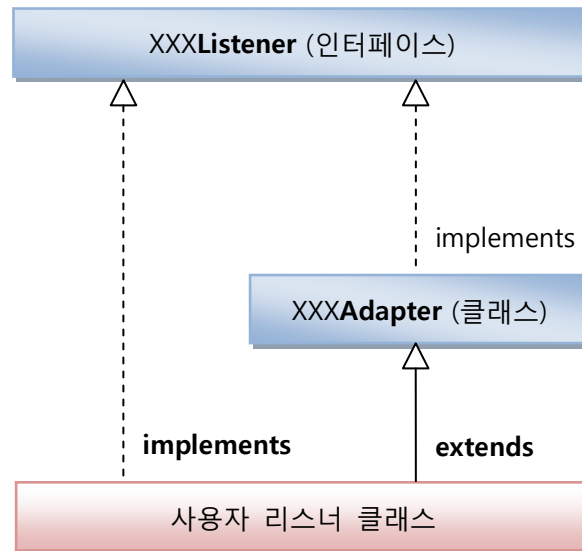 XXXListener (인터페이스)
implements
XXXAdapter (클래스)
implements
extends
사용자 리스너 클래스